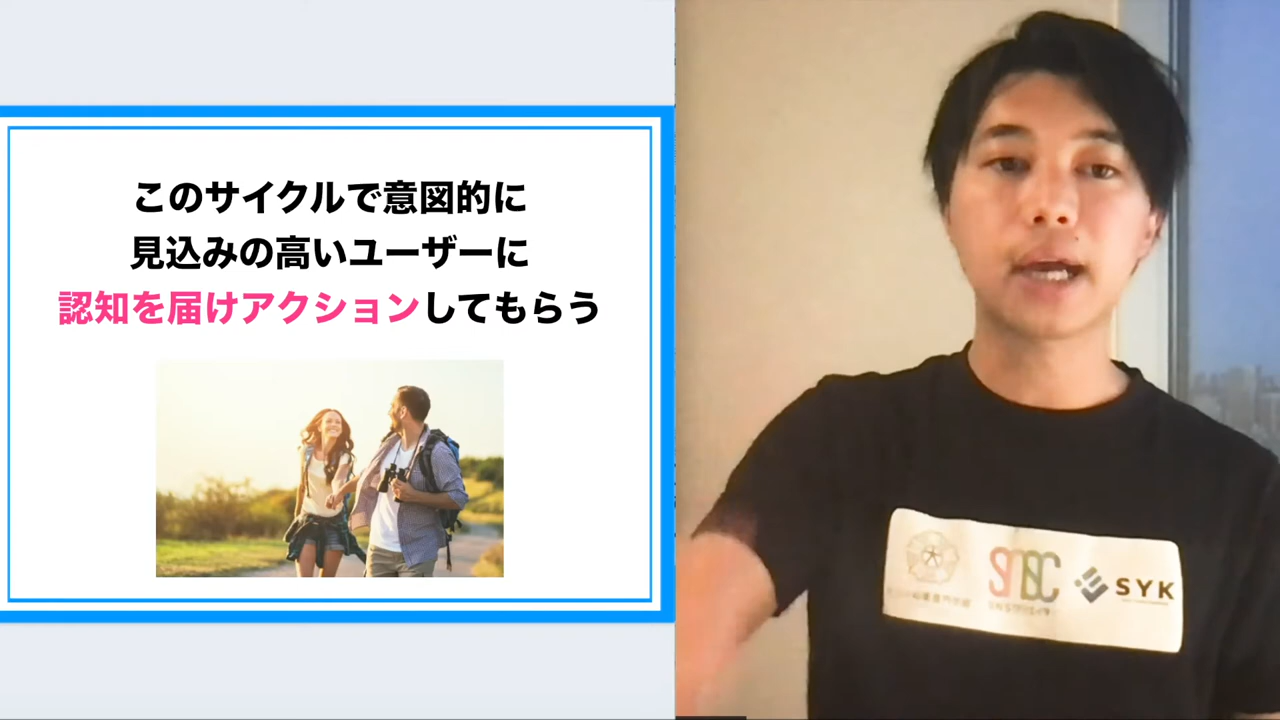 このサイクルで意図的に
見込みの高いユーザーに
認知を届けアクションしてもらう
SNSC
SYK